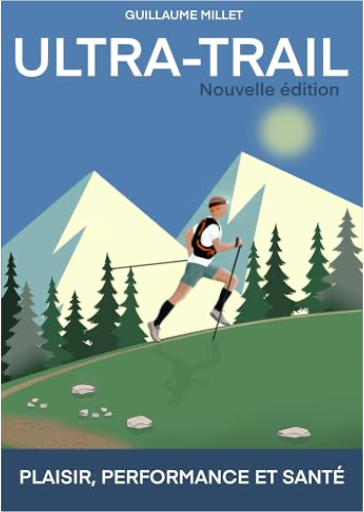 GUILLAUME MILLET
ULTRA-TRAIL
Nouvelle édition
PLAISIR, PERFORMANCE ET SANTÉ